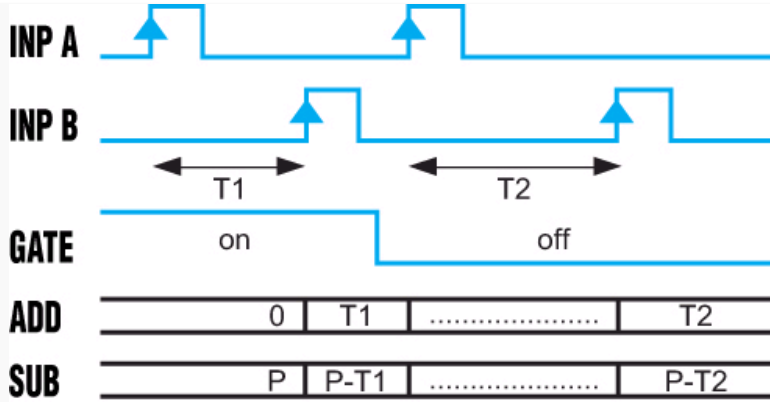 INP A
INP B
T1 T2
GATE on off
ADD 0 T1 ........................ T2
SUB P P-T1 ........................ P-T2